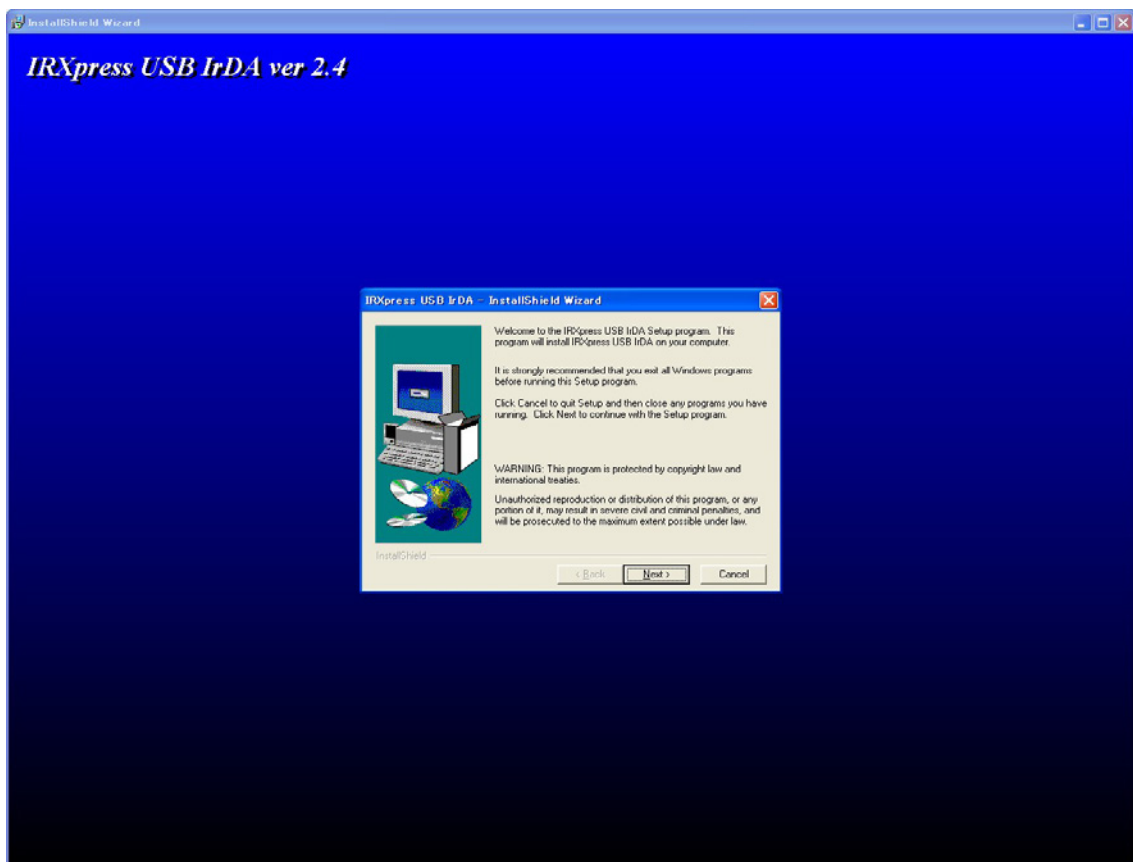 InstallShield Wizard
IRXpress USB IrDA ver 2.4
IRXpress USB IrDA - InstallShield Wizard
Welcome to the IRXpress USB IrDA Setup program. This
program will install IRXpress USB IrDA on your computer.
It is strongly recommended that you exit all Windows programs
before running this Setup program.
Click Cancel to quit Setup and then close any programs you have
running. Click Next to continue with the Setup program.
WARNING: This program is protected by copyright law and
international treaties.
Unauthorized reproduction or distribution of this program, or any
portion of it, may result in severe civil and criminal penalties, and
will be prosecuted to the maximum extent possible under law.
InstallShield
< Back Next > Cancel